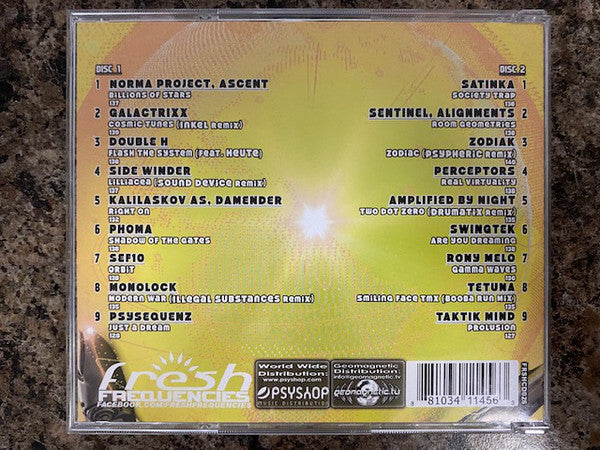 DISC 1
1 NORMA PROJECT, ASCENT
BILLIONS OF STARS
137
2 GALACTRIXX
COSMIC TUNES (INKEL REMIX)
139
3 DOUBLE H
FLASH THE SYSTEM (FEAT. HEUTE)
136
4 SIDE WINDER
LILLIACEA (SOUND DEVICE REMIX)
137
5 KALILASKOV AS, DAMENDER
RIGHT ON
132
6 PHOMA
SHADOW OF THE GATES
138
7 SEF10
ORBIT
138
8 MONOLOCK
MODERN WAR (ILLEGAL SUBSTANCES REMIX)
135
9 PSYSEQUENZ
JUST A DREAM
128
DISC 2
SATINKA 1
SOCIETY TRAP
138
SENTINEL, ALIGNMENTS 2
ROOM GEOMETRIES
138
ZODIAK 3
ZODIAC (PSYPHERIC REMIX)
140
PERCEPTORS 4
REAL VIRTUALITY
138
AMPLIFIED BY NIGHT 5
TWO DOT ZERO (DRUMATIX REMIX)
135
SWINGTEK 6
ARE YOU DREAMING
136
RONY MELO 7
GAMMA WAVES
136
TETUNA 8
SMILING FACE TMX (BOOBA RUN MIX)
135
TAKTIK MIND 9
PROLUSION
127
fresh
FREQUENCIES
FACEBOOK.COM/FRESHFREQUENCIES
World Wide
Distribution:
www.psyshop.com
PSYSHOP
MUSIC DISTRIBUTION
Geomagnetic
Distribution:
info@geomagnetic.tv
geomagnetic.tv
8 81034 11456 3
FRSHCD026